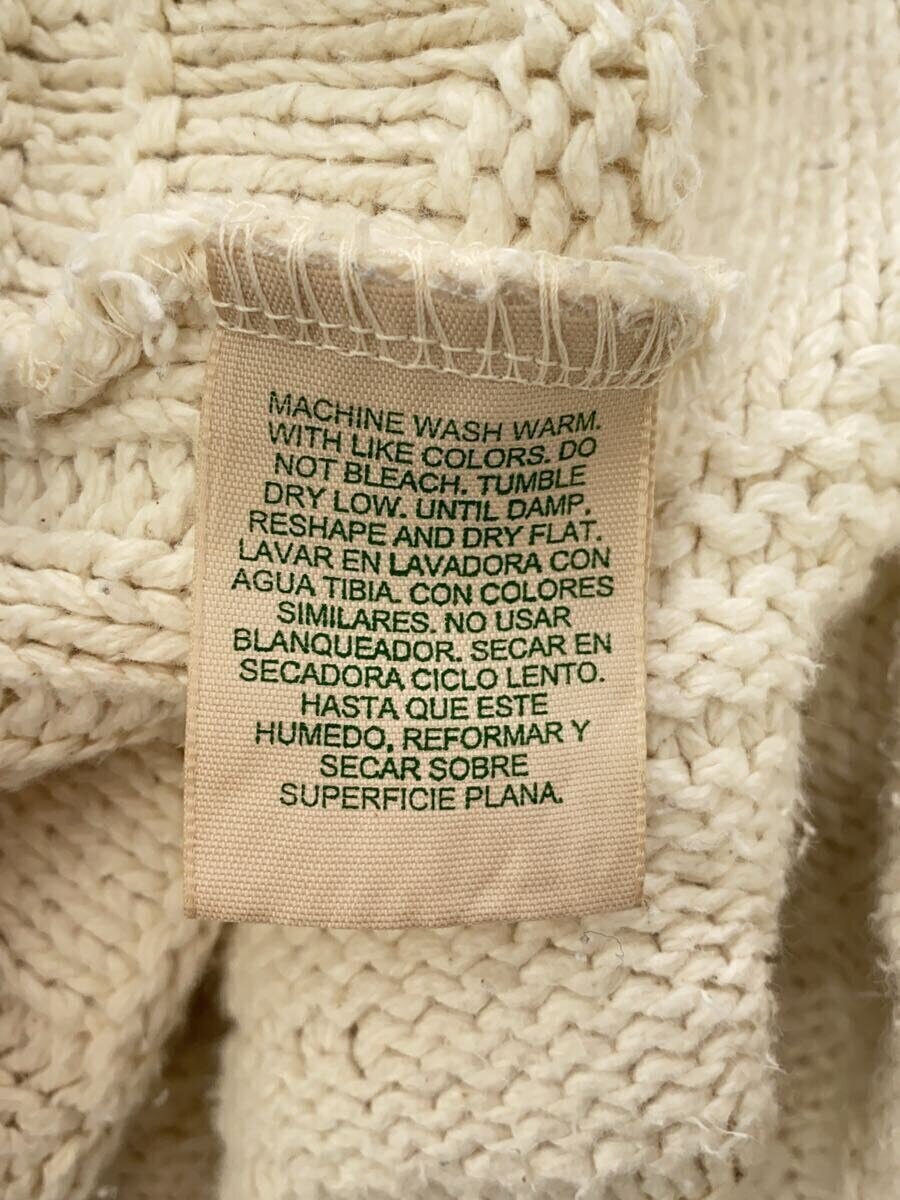 MACHINE WASH WARM.
WITH LIKE COLORS. DO
NOT BLEACH. TUMBLE
DRY LOW. UNTIL DAMP,
RESHAPE AND DRY FLAT.
LAVAR EN LAVADORA CON
AGUA TIBIA. CON COLORES
SIMILARES. NO USAR
BLANQUEADOR. SECAR EN
SECADORA CICLO LENTO.
HASTA QUE ESTE
HUMEDO, REFORMAR Y
SECAR SOBRE
SUPERFICIE PLANA.